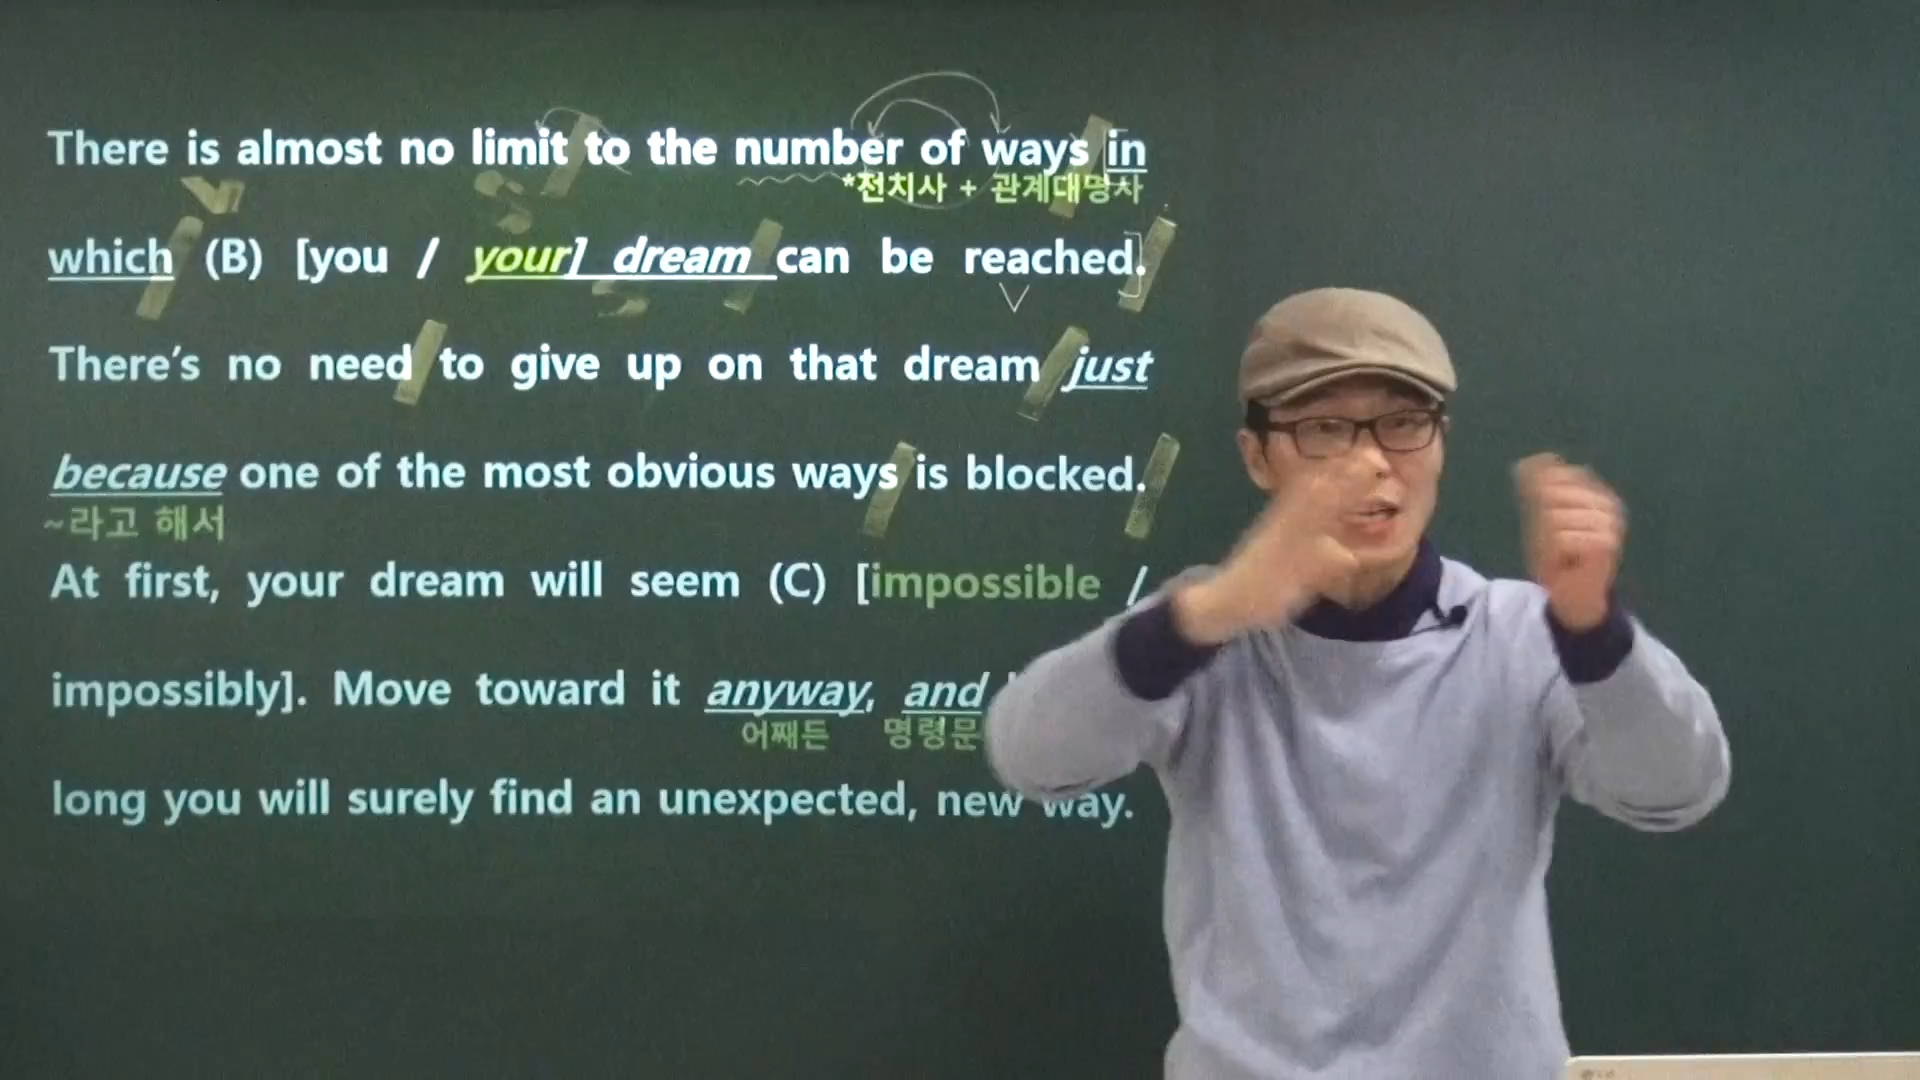 There is almost no limit to the number of ways in
*전치사 + 관계대명사
which (B) [you / your] dream can be reached.
There's no need to give up on that dream just
because one of the most obvious ways is blocked.
~라고 해서
At first, your dream will seem (C) [impossible /
impossibly]. Move toward it anyway, and
어째든 명령문
long you will surely find an unexpected, new way.